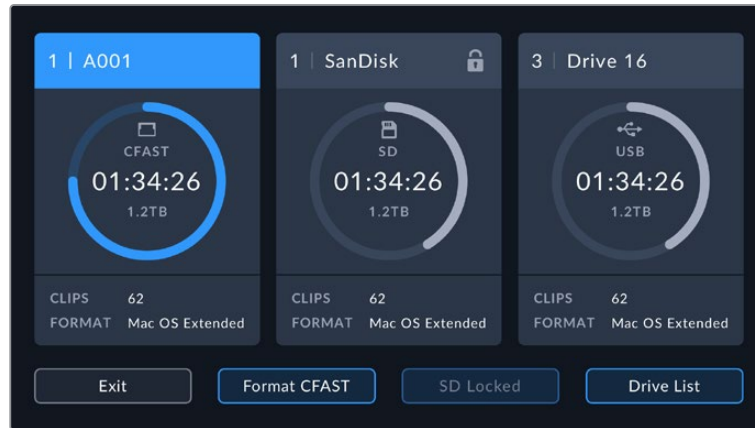 1 | A001
CFAST
01:34:26
1.2TB
CLIPS 62
FORMAT Mac OS Extended
1 | SanDisk
SD
01:34:26
1.2TB
CLIPS 62
FORMAT Mac OS Extended
3 | Drive 16
USB
01:34:26
1.2TB
CLIPS 62
FORMAT Mac OS Extended
Exit
Format CFAST
SD Locked
Drive List